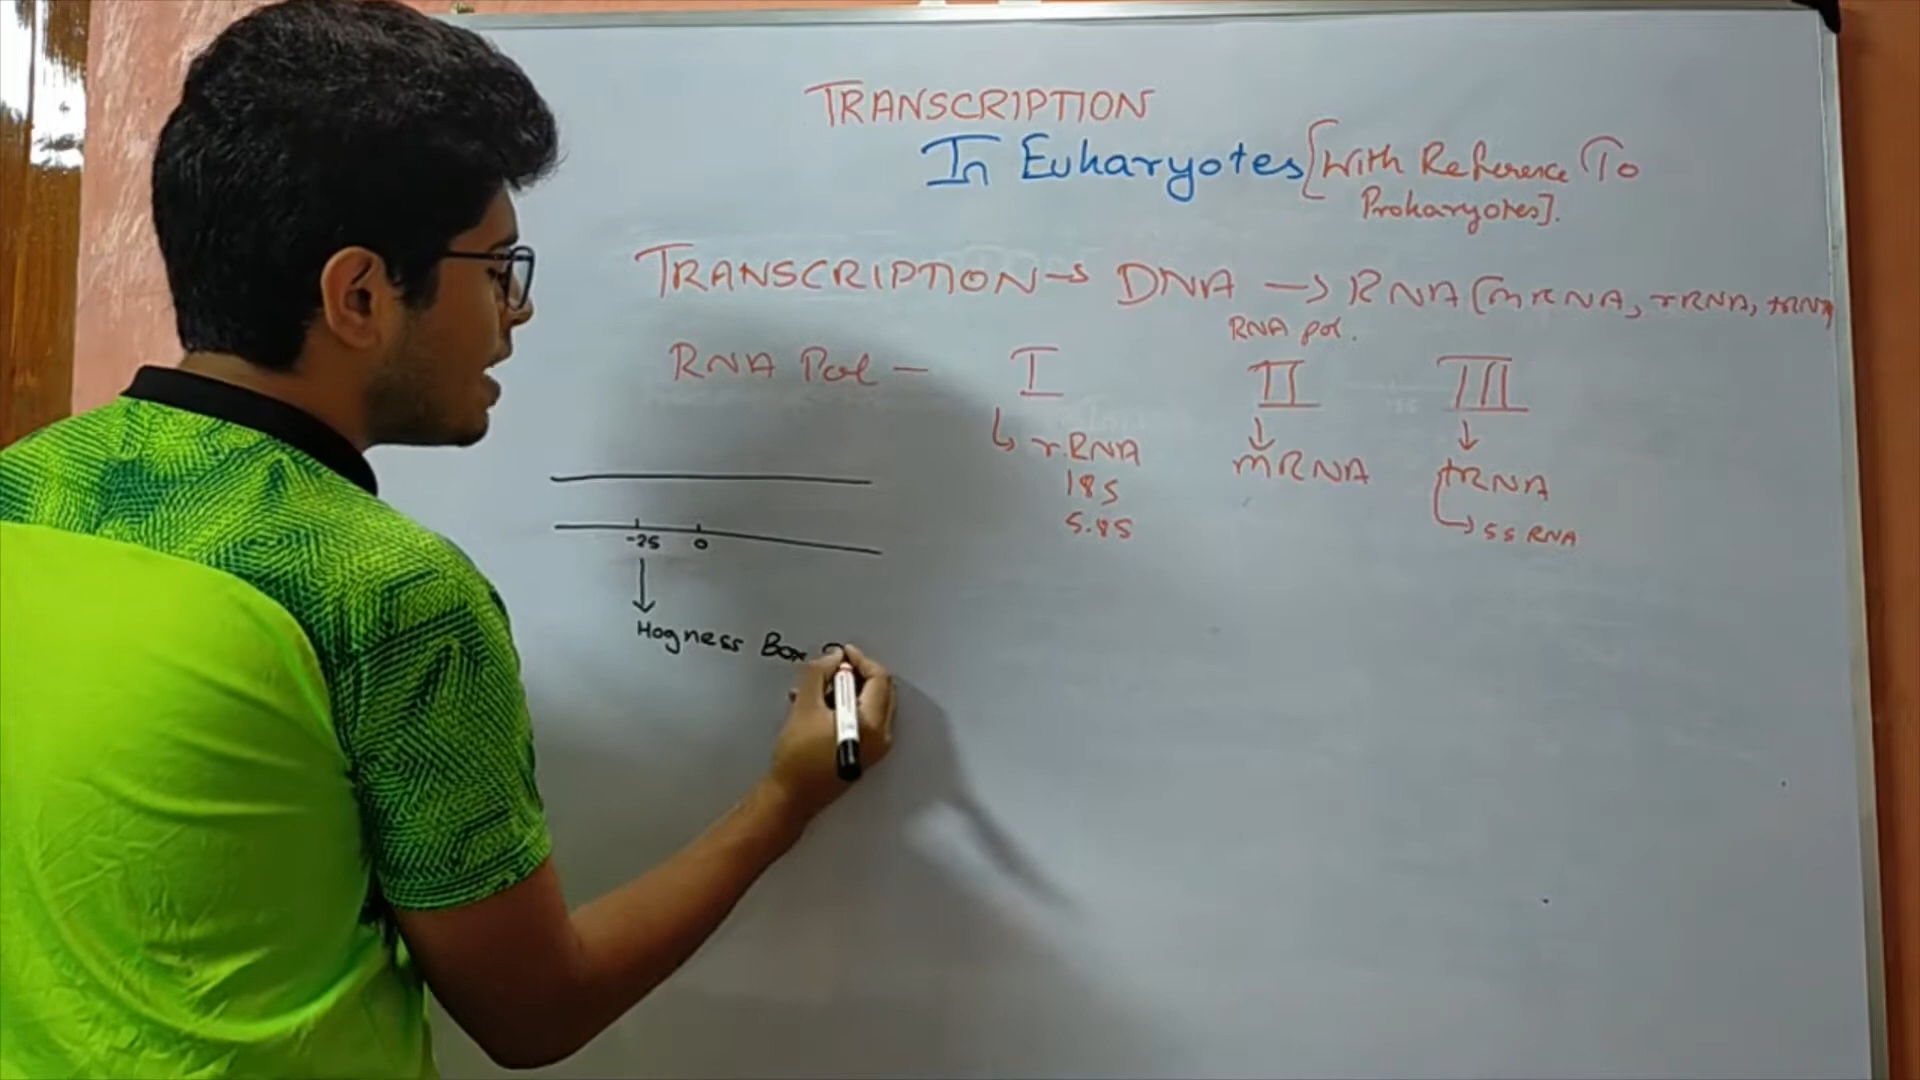 TRANSCRIPTION
In Eukaryotes [With Reference To
Prokaryotes].
TRANSCRIPTION → DNA → RNA (mRNA, rRNA, tRNA
RNA pol.
RNA Pol – I II III
↳ rRNA ↓ mRNA ↓ tRNA
18s
5.8s ↳ 5s RNA
-25 0
↓
Hogness Box